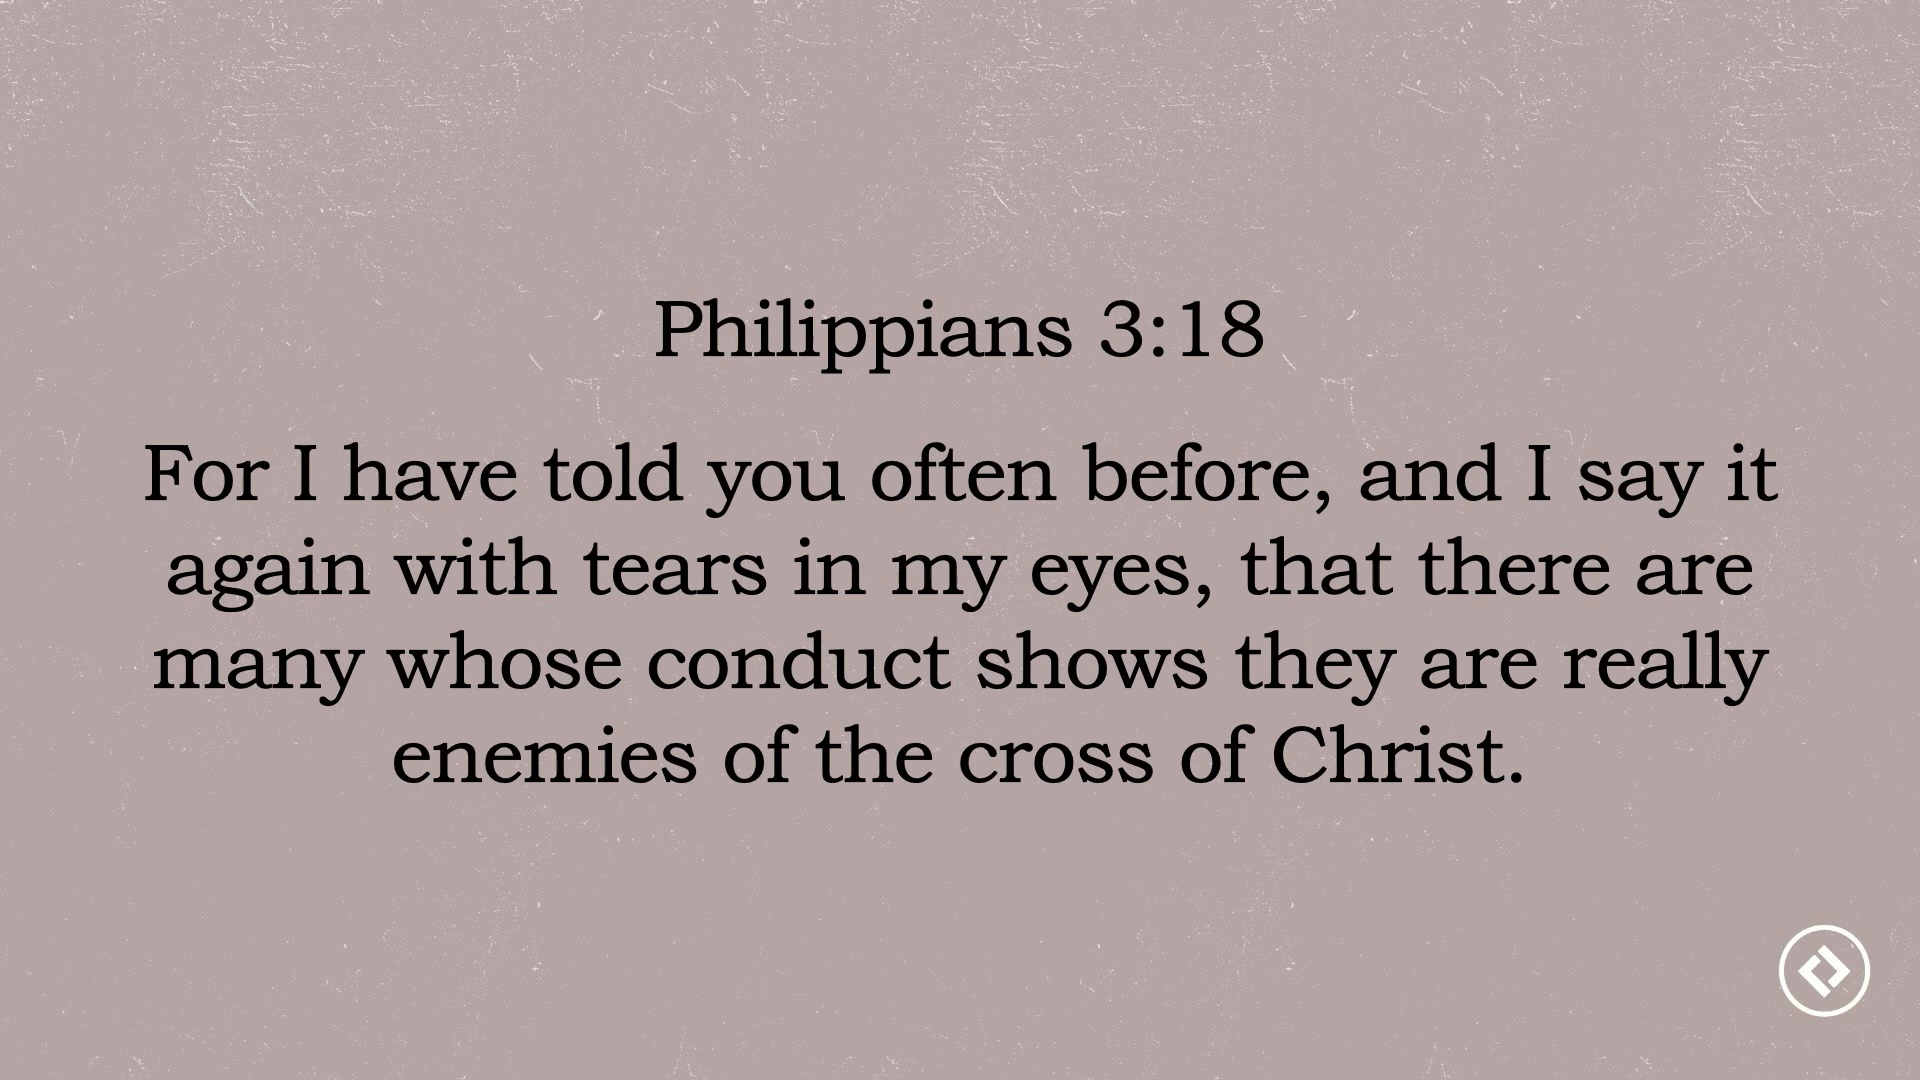 Philippians 3:18
For I have told you often before, and I say it
again with tears in my eyes, that there are
many whose conduct shows they are really
enemies of the cross of Christ.